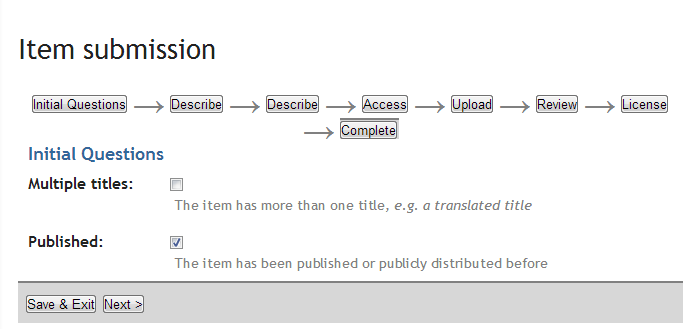 Item submission
Initial Questions → Describe → Describe → Access → Upload → Review → License
→ Complete
Initial Questions
Multiple titles:
The item has more than one title, e.g. a translated title
Published:
The item has been published or publicly distributed before
Save & Exit Next >